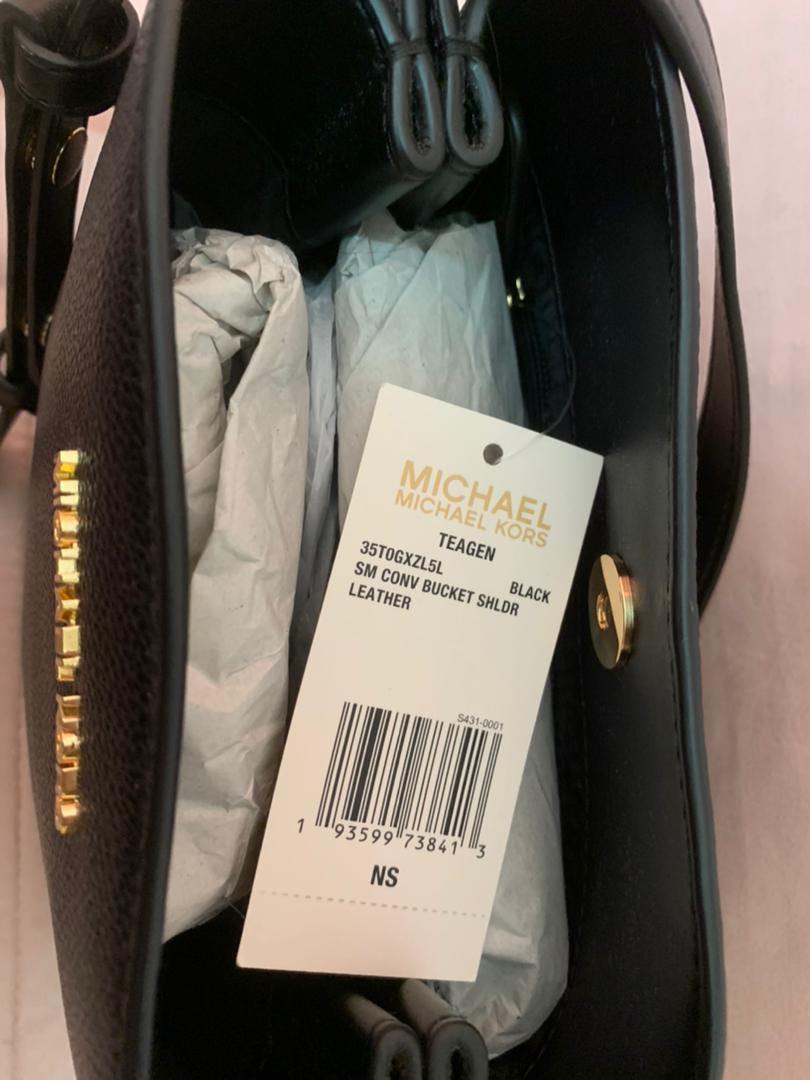 MICHAEL
MICHAEL KORS
TEAGEN
35T0GXZL5L BLACK
SM CONV BUCKET SHLDR
LEATHER
S431-0001
1 93599 73841 3
NS